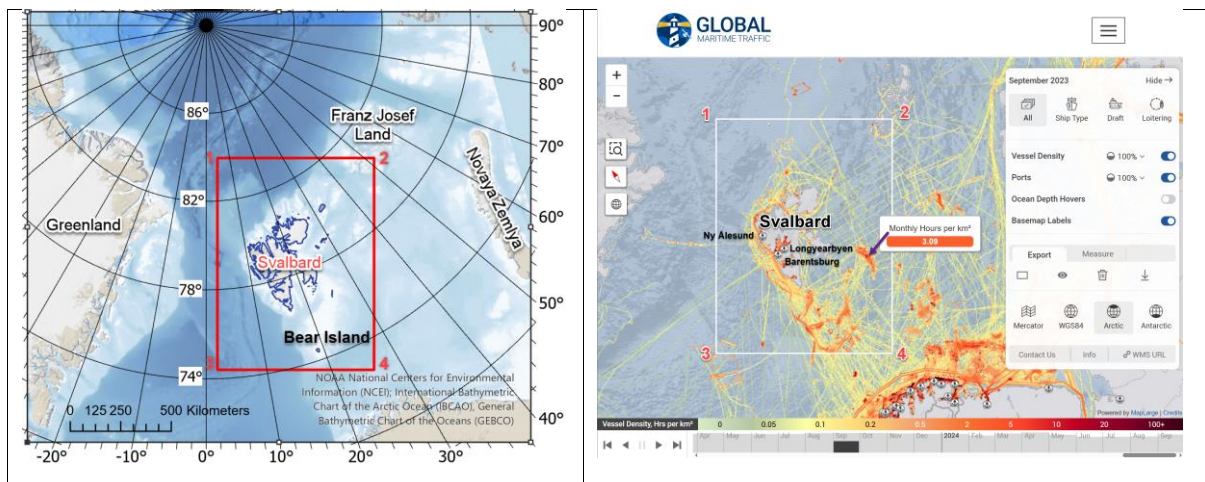 86°
82°
78°
74°
Greenland
Franz Josef
Land
Novaya Zemlya
Svalbard
Bear Island
1
2
3
4
NOAA National Centers for Environmental
Information (NCEI); International Bathymetric
Chart of the Arctic Ocean (IBCAO), General
Bathymetric Chart of the Oceans (GEBCO)
0 125 250 500 Kilometers
90°
80°
70°
60°
50°
40°
-20° -10° 0° 10° 20° 30°
GLOBAL
MARITIME TRAFFIC
+
−
1
2
3
4
Svalbard
Ny Alesund
Longyearbyen
Barentsburg
Monthly Hours per km²
3.09
September 2023 Hide →
All Ship Type Draft Loitering
Vessel Density 100%
Ports 100%
Ocean Depth Hovers
Basemap Labels
Export Measure
Mercator WGS84 Arctic Antarctic
Contact Us Info WMS URL
Powered by MapLarge | Credits
Vessel Density, Hrs per km² 0 0.05 0.1 0.2 0.5 2 5 10 20 100+
Apr May Jun Jul Aug Sep Oct Nov Dec 2024 Feb Mar Apr May Jun Jul Aug Sep